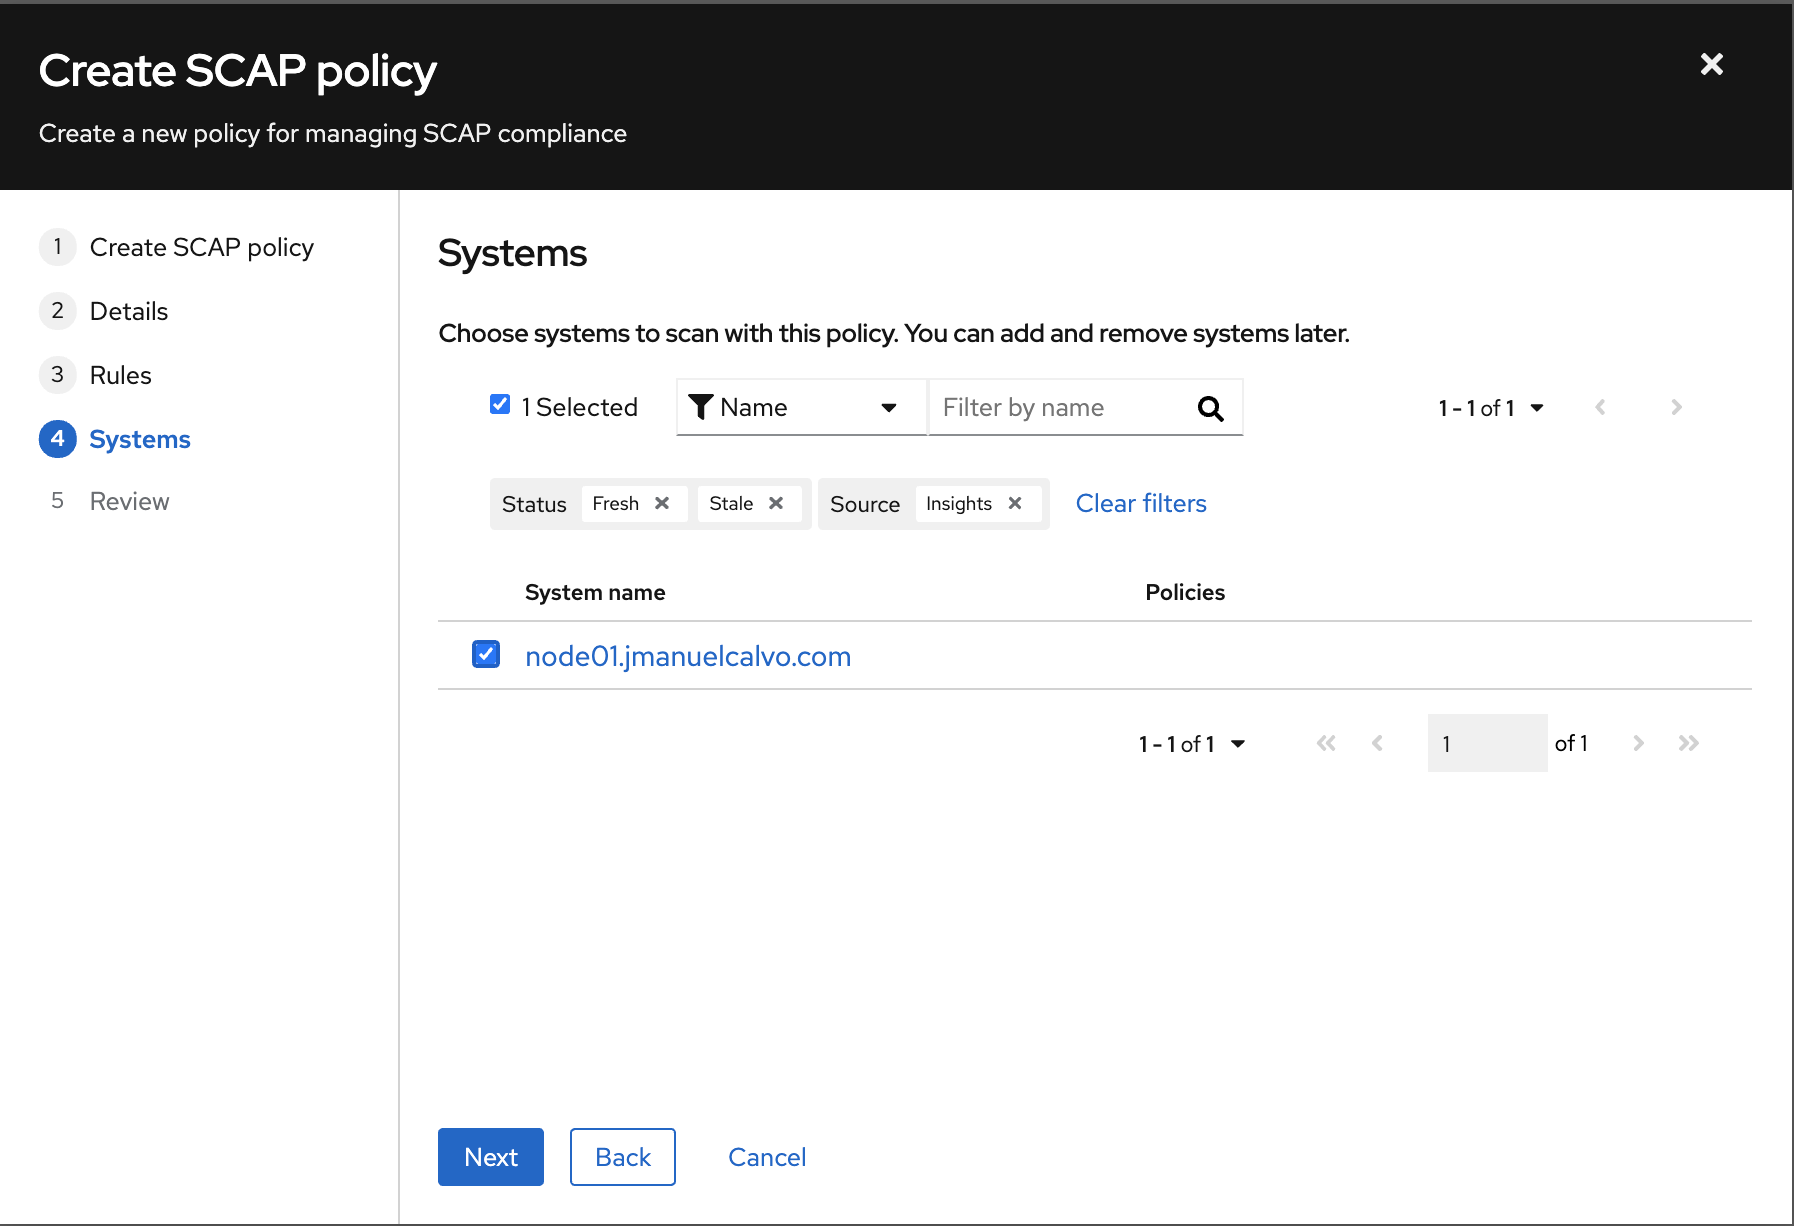 Create SCAP policy
Create a new policy for managing SCAP compliance
1 Create SCAP policy
2 Details
3 Rules
4 Systems
5 Review
Systems
Choose systems to scan with this policy. You can add and remove systems later.
1 Selected Name Filter by name 1 - 1 of 1
Status Fresh Stale Source Insights Clear filters
System name Policies
node01.jmanuelcalvo.com
1 - 1 of 1 1 of 1
Next Back Cancel